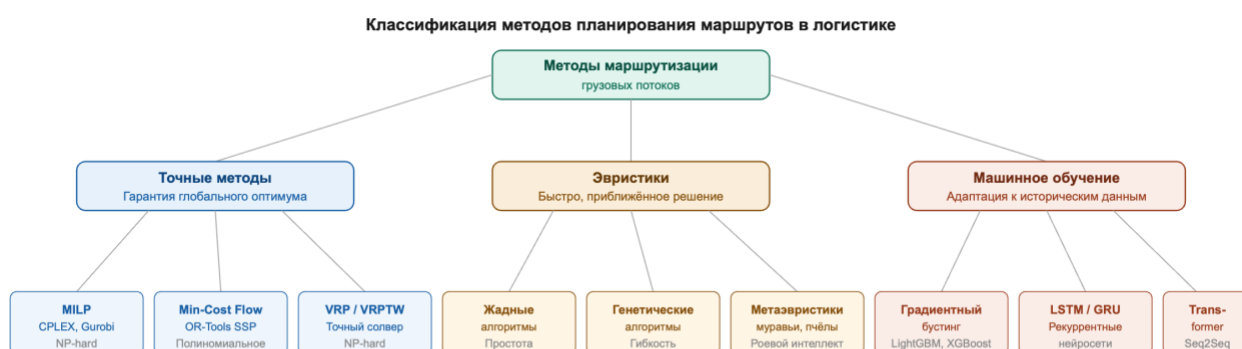 Классификация методов планирования маршрутов в логистике
Методы маршрутизации
грузовых потоков
Точные методы
Гарантия глобального оптимума
Эвристики
Быстро, приближённое решение
Машинное обучение
Адаптация к историческим данным
MILP
CPLEX, Gurobi
NP-hard
Min-Cost Flow
OR-Tools SSP
Полиномиальное
VRP / VRPTW
Точный солвер
NP-hard
Жадные
алгоритмы
Простота
Генетические
алгоритмы
Гибкость
Метаэвристики
муравьи, пчёлы
Роевой интеллект
Градиентный
бустинг
LightGBM, XGBoost
LSTM / GRU
Рекуррентные
нейросети
Trans-
former
Seq2Seq